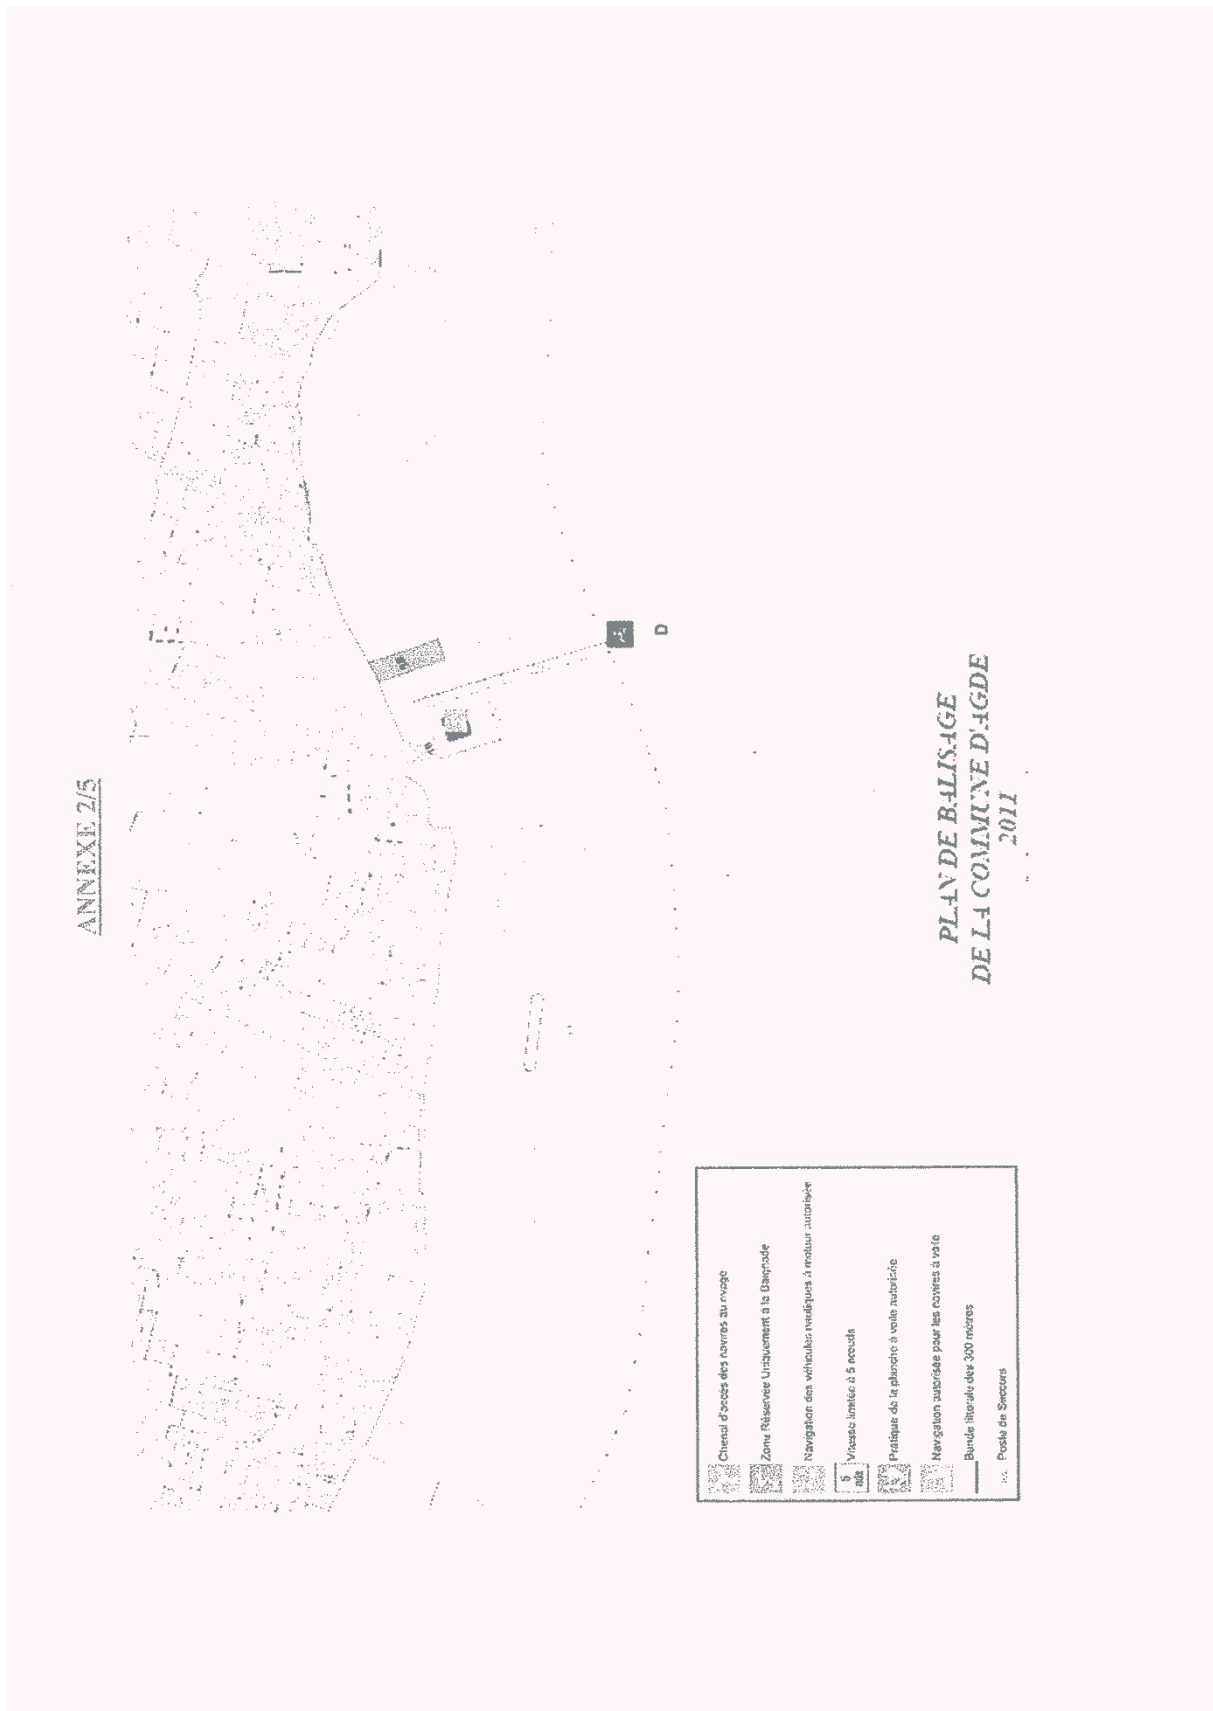 ANNEXE 2/5
D
PLAN DE BALISAGE
DE LA COMMUNE D'AGDE
2011
Chenal d'accès des navires au rivage
Zone Réservée Uniquement à la Baignade
Navigation des véhicules nautiques à moteur autorisée
5
nds
Vitesse limitée à 5 noeuds
Pratique de la planche à voile autorisée
Navigation autorisée pour les navires à voile
Bande littorale des 300 mètres
Poste de Secours